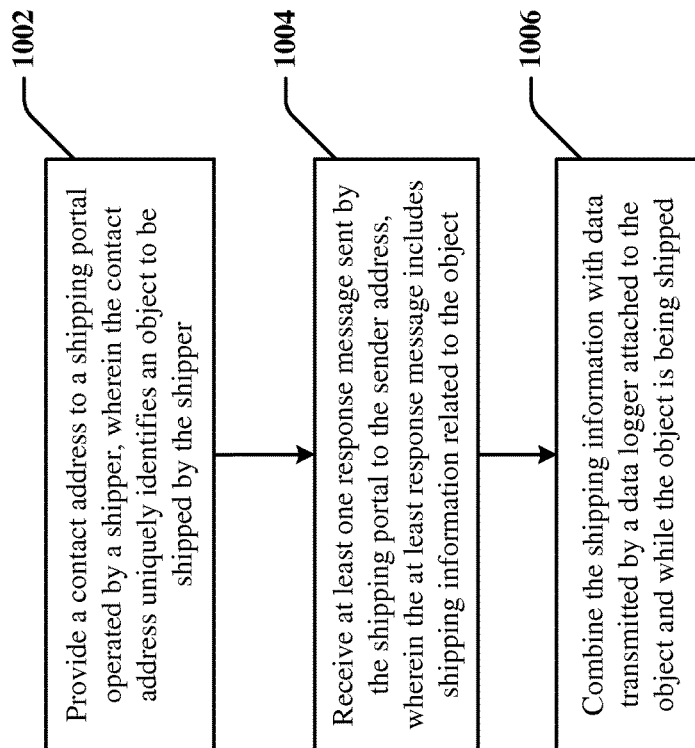 1002
Provide a contact address to a shipping portal
operated by a shipper, wherein the contact
address uniquely identifies an object to be
shipped by the shipper
1004
Receive at least one response message sent by
the shipping portal to the sender address,
wherein the at least response message includes
shipping information related to the object
1006
Combine the shipping information with data
transmitted by a data logger attached to the
object and while the object is being shipped